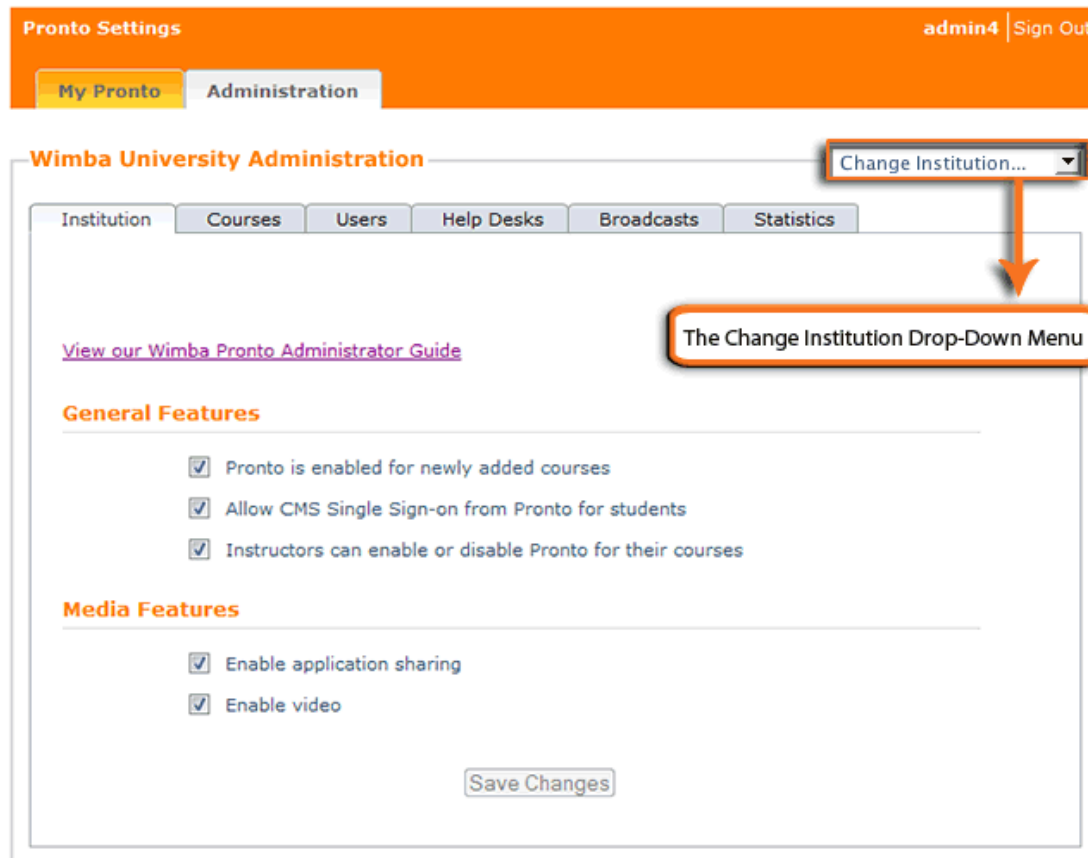 Pronto Settings
admin4 Sign Out
My Pronto
Administration
Wimba University Administration
Change Institution...
Institution
Courses
Users
Help Desks
Broadcasts
Statistics
The Change Institution Drop-Down Menu
View our Wimba Pronto Administrator Guide
General Features
Pronto is enabled for newly added courses
Allow CMS Single Sign-on from Pronto for students
Instructors can enable or disable Pronto for their courses
Media Features
Enable application sharing
Enable video
Save Changes